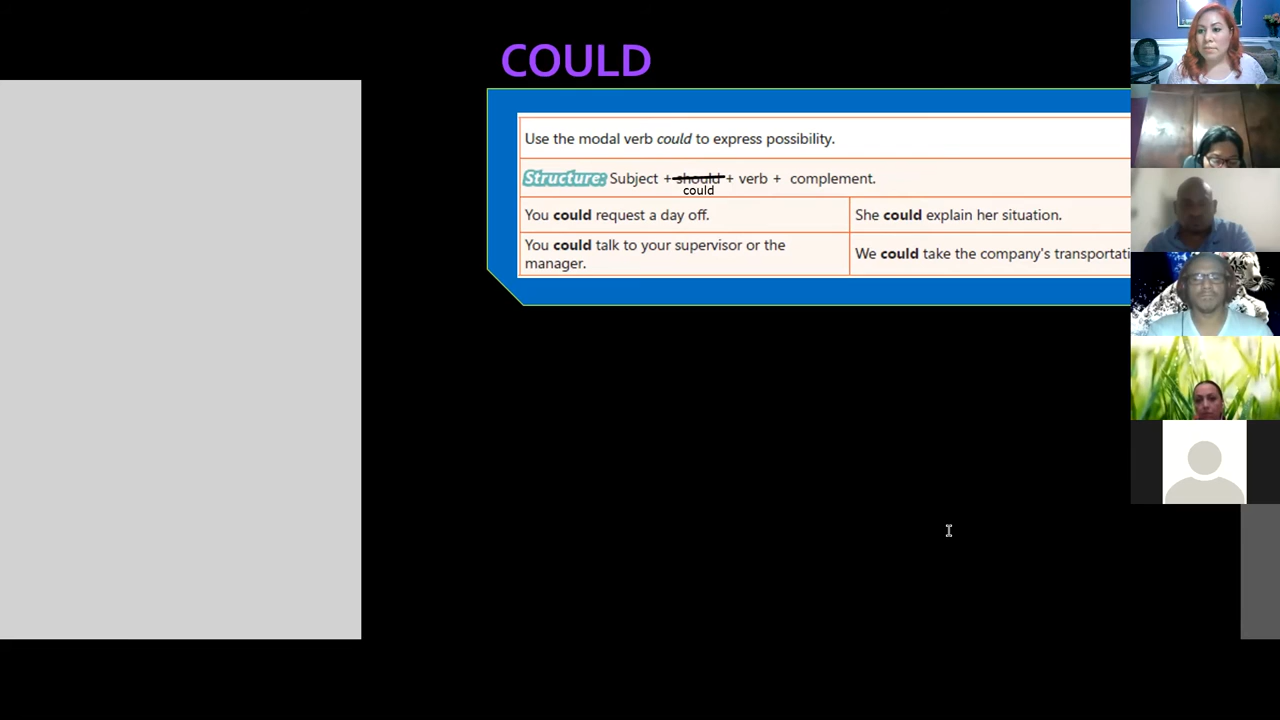 COULD
Use the modal verb could to express possibility.
Structure: Subject + should + verb + complement.
could
You could request a day off.
She could explain her situation.
You could talk to your supervisor or the
manager.
We could take the company's transportati